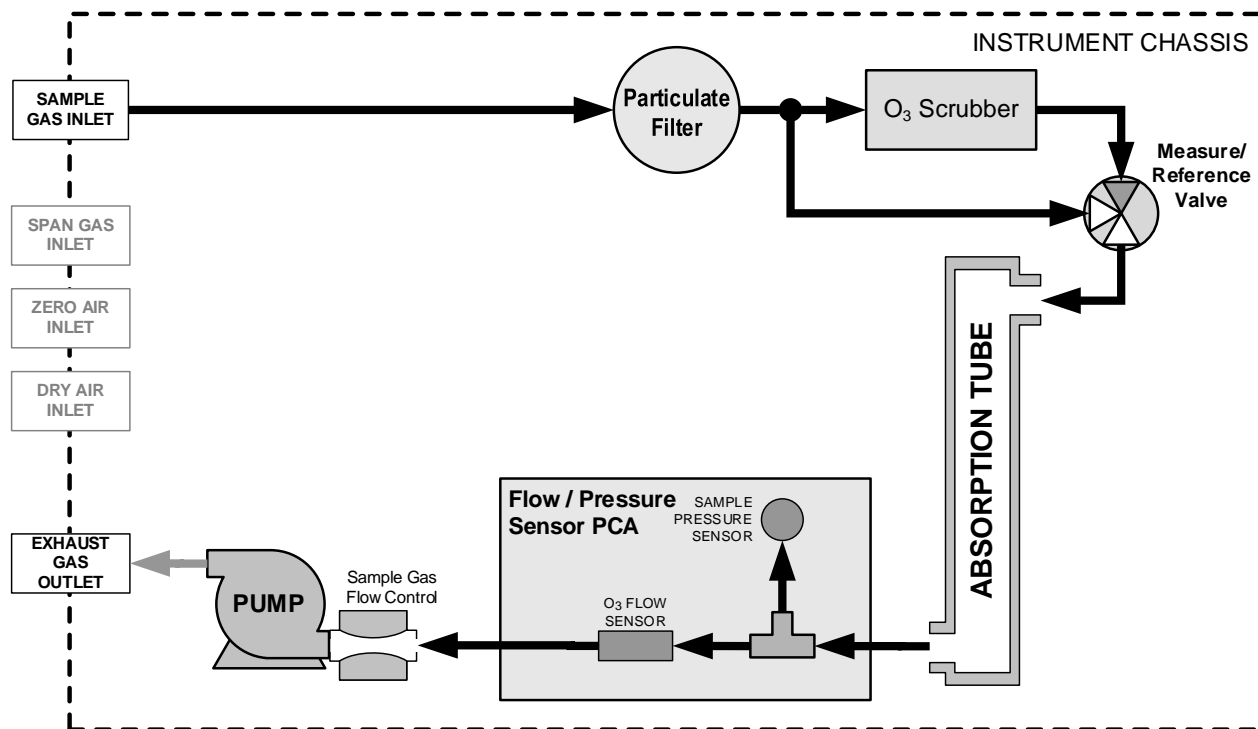 INSTRUMENT CHASSIS
SAMPLE
GAS INLET
Particulate
Filter
O₃ Scrubber
Measure/
Reference
Valve
SPAN GAS
INLET
ZERO AIR
INLET
DRY AIR
INLET
ABSORPTION TUBE
Flow / Pressure
Sensor PCA
SAMPLE
PRESSURE
SENSOR
EXHAUST
GAS
OUTLET
PUMP
Sample Gas
Flow Control
O₃ FLOW
SENSOR